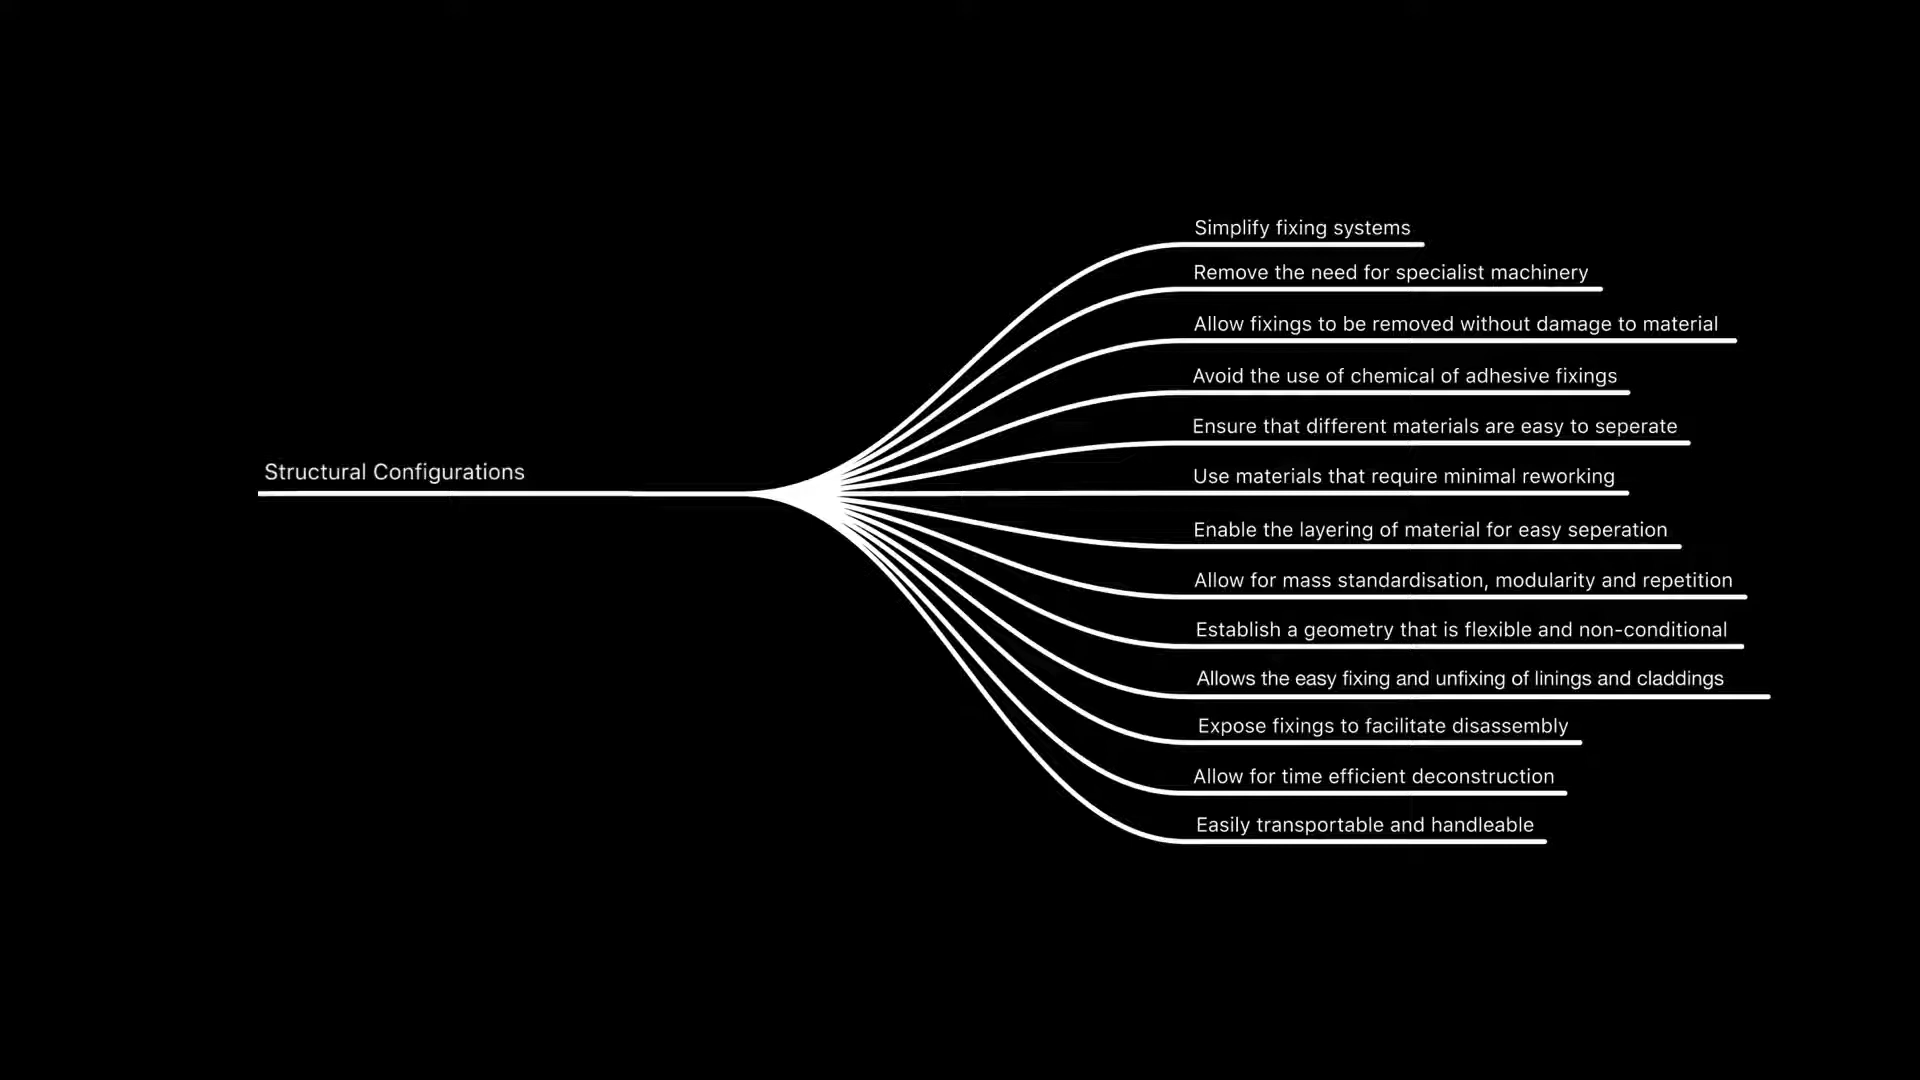 Structural Configurations
Simplify fixing systems
Remove the need for specialist machinery
Allow fixings to be removed without damage to material
Avoid the use of chemical of adhesive fixings
Ensure that different materials are easy to seperate
Use materials that require minimal reworking
Enable the layering of material for easy seperation
Allow for mass standardisation, modularity and repetition
Establish a geometry that is flexible and non-conditional
Allows the easy fixing and unfixing of linings and claddings
Expose fixings to facilitate disassembly
Allow for time efficient deconstruction
Easily transportable and handleable